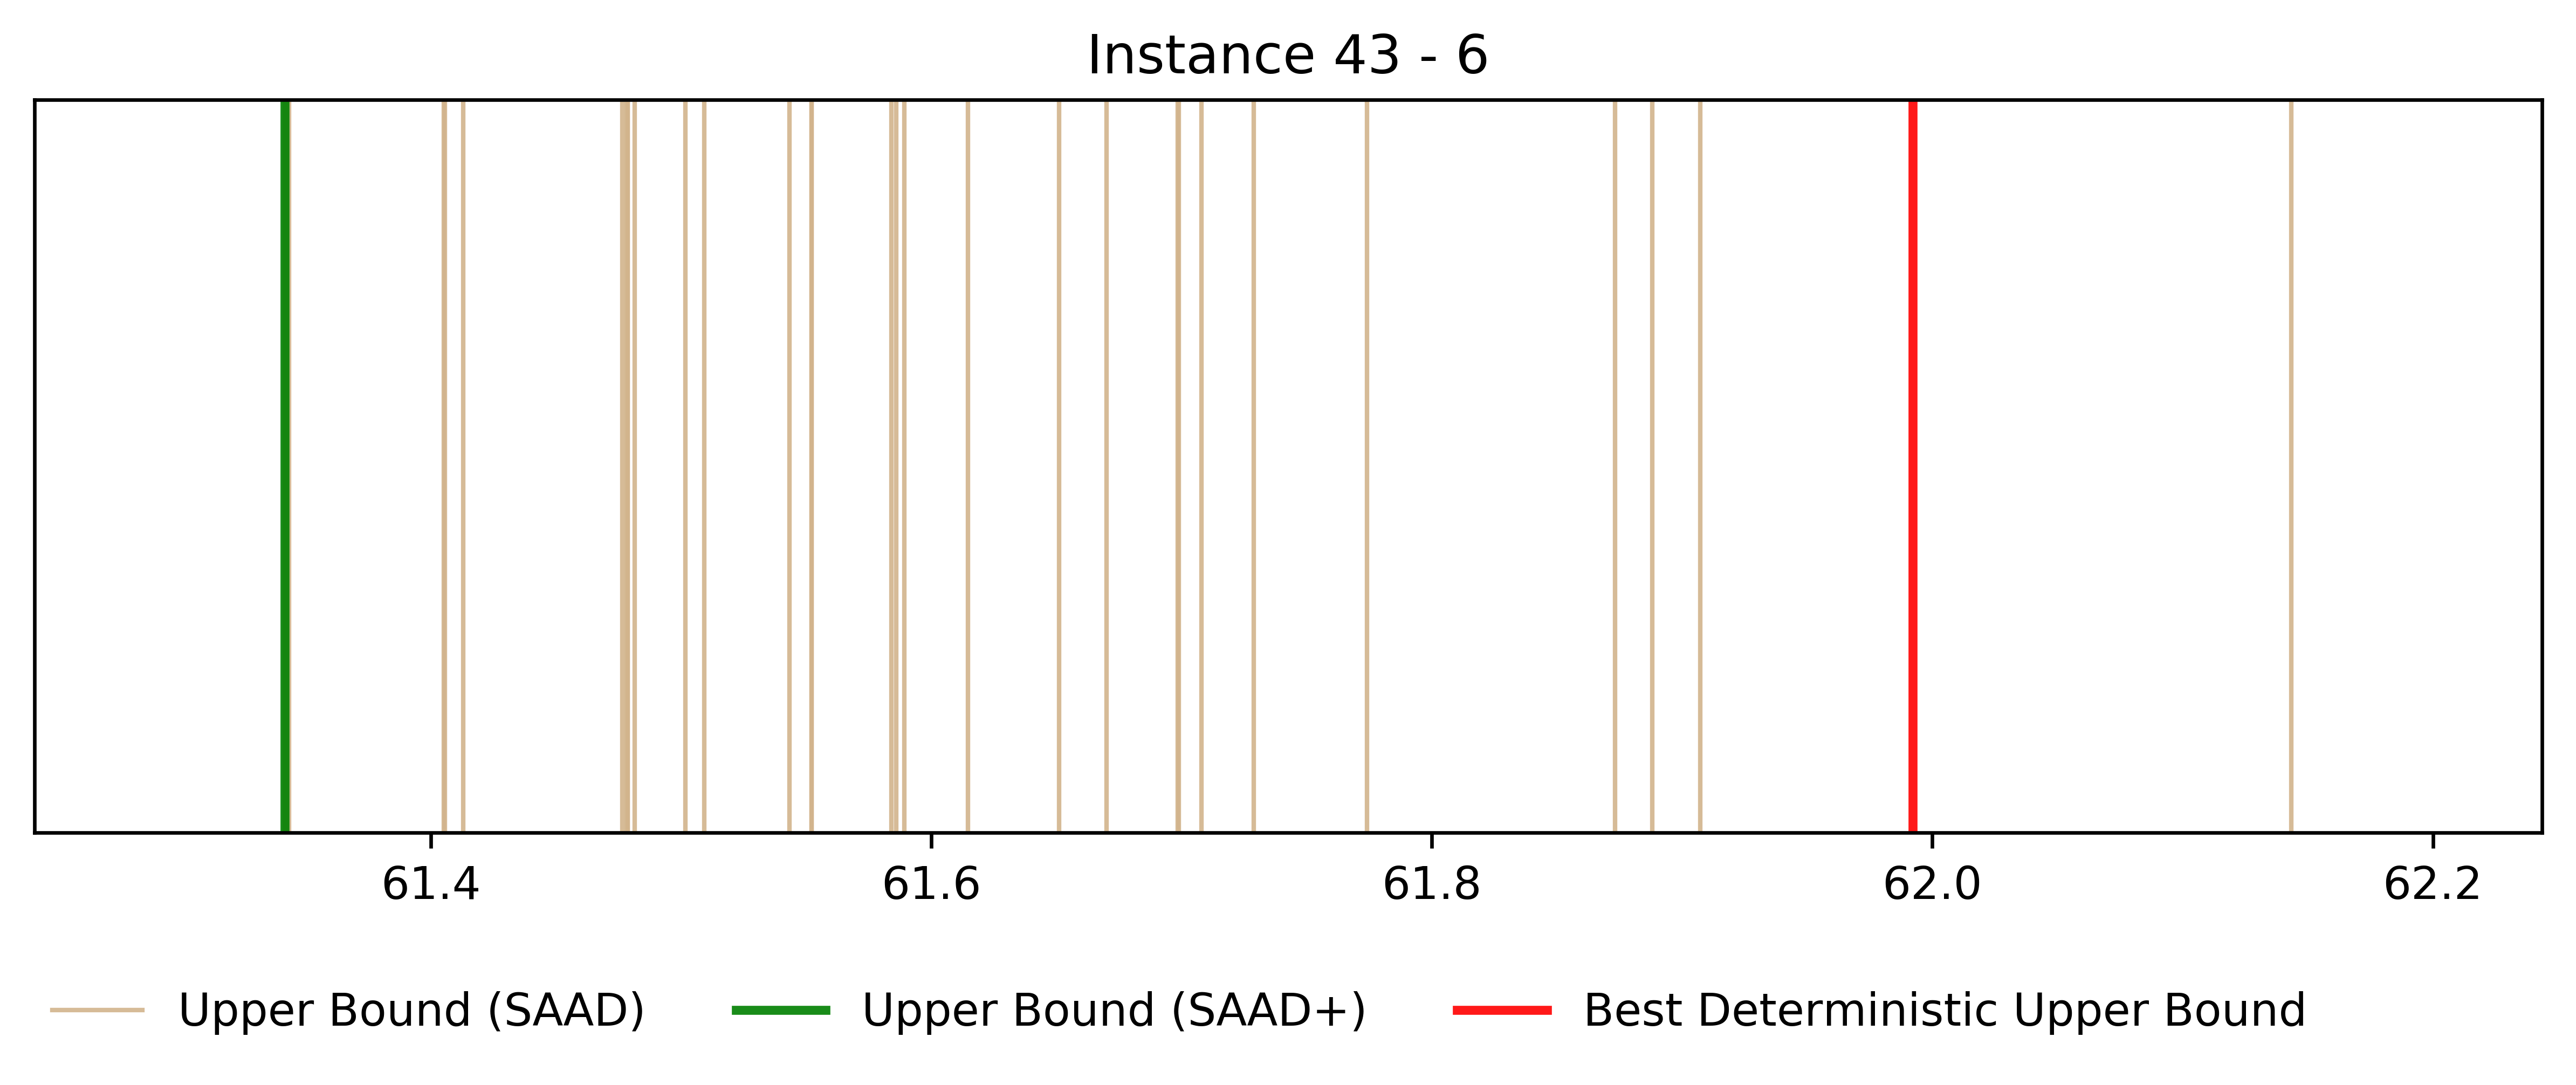 Instance 43 - 6
61.4 61.6 61.8 62.0 62.2
Upper Bound (SAAD) Upper Bound (SAAD+) Best Deterministic Upper Bound